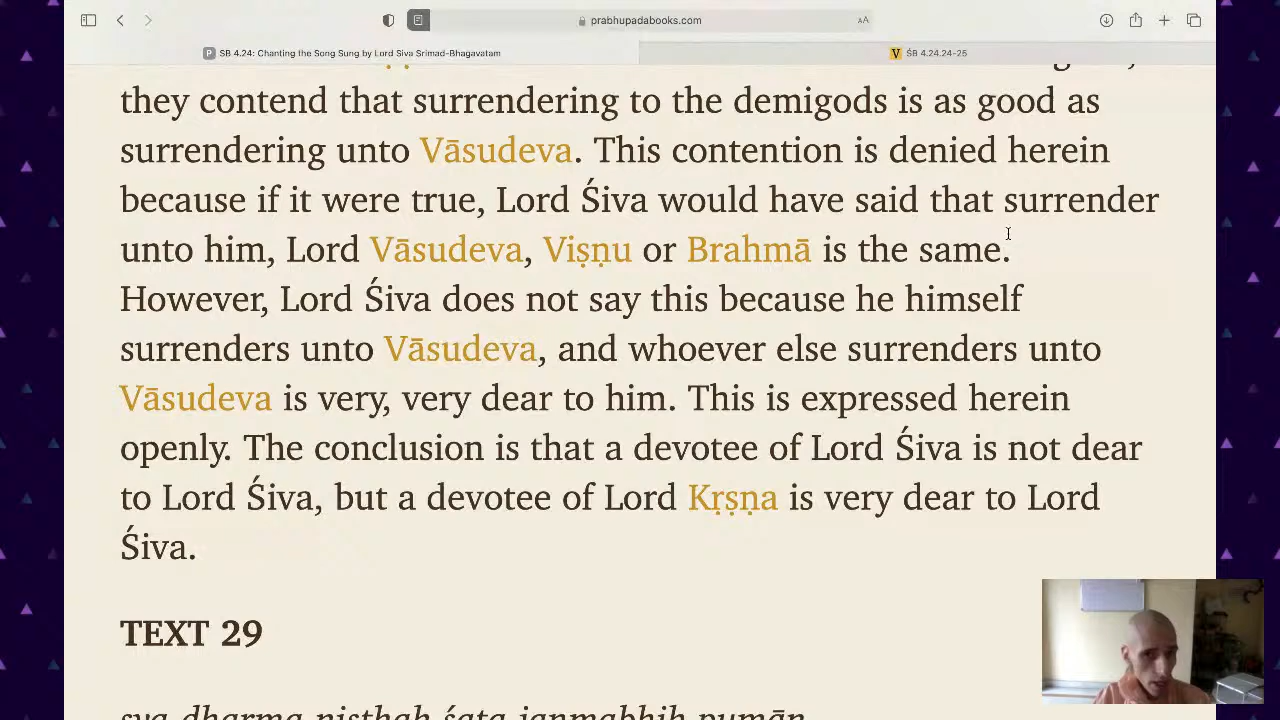 prabhupadabooks.com
SB 4.24: Chanting the Song Sung by Lord Siva Srimad-Bhagavatam
ŚB 4.24.24-25
they contend that surrendering to the demigods is as good as
surrendering unto Vāsudeva. This contention is denied herein
because if it were true, Lord Śiva would have said that surrender
unto him, Lord Vāsudeva, Viṣṇu or Brahmā is the same.
However, Lord Śiva does not say this because he himself
surrenders unto Vāsudeva, and whoever else surrenders unto
Vāsudeva is very, very dear to him. This is expressed herein
openly. The conclusion is that a devotee of Lord Śiva is not dear
to Lord Śiva, but a devotee of Lord Kṛṣṇa is very dear to Lord
Śiva.
TEXT 29
sva-dharma-niṣṭhaḥ śata-janmabhiḥ pumān